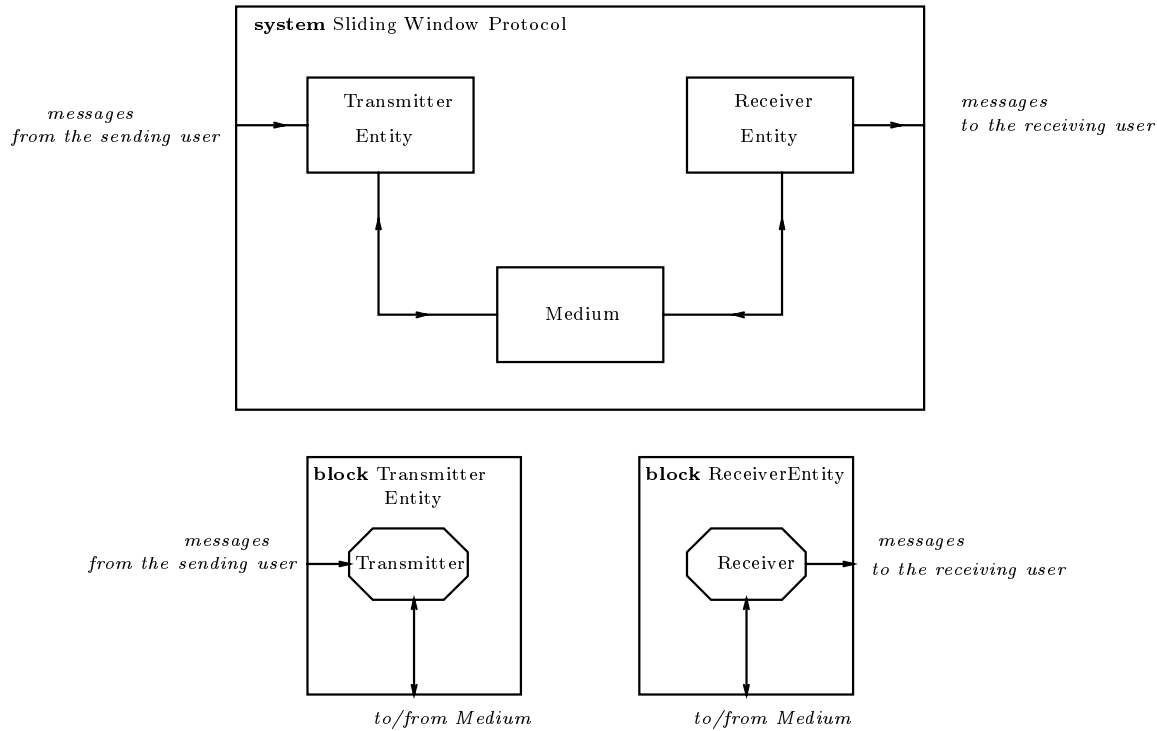 system Sliding Window Protocol
messages
from the sending user
Transmitter
Entity
Receiver
Entity
messages
to the receiving user
Medium
block Transmitter
Entity
messages
from the sending user
Transmitter
to/from Medium
block ReceiverEntity
Receiver
messages
to the receiving user
to/from Medium